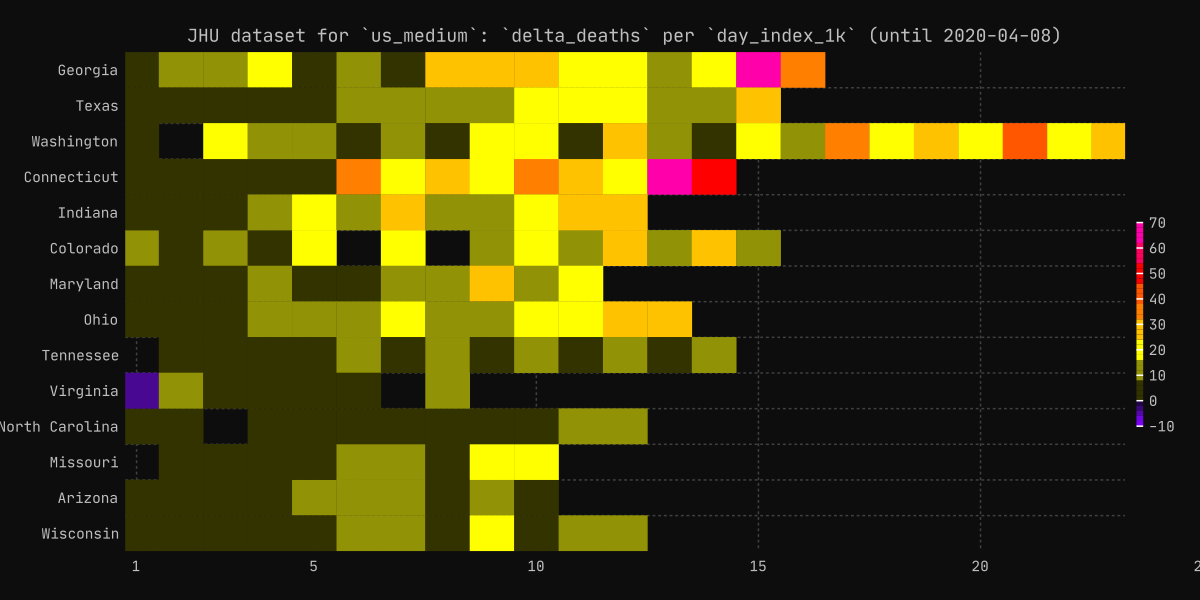 JHU dataset for `us_medium`: `delta_deaths` per `day_index_1k` (until 2020-04-08)
Georgia
Texas
Washington
Connecticut
Indiana
Colorado
Maryland
Ohio
Tennessee
Virginia
North Carolina
Missouri
Arizona
Wisconsin
70
60
50
40
30
20
10
0
-10
1 5 10 15 20 2